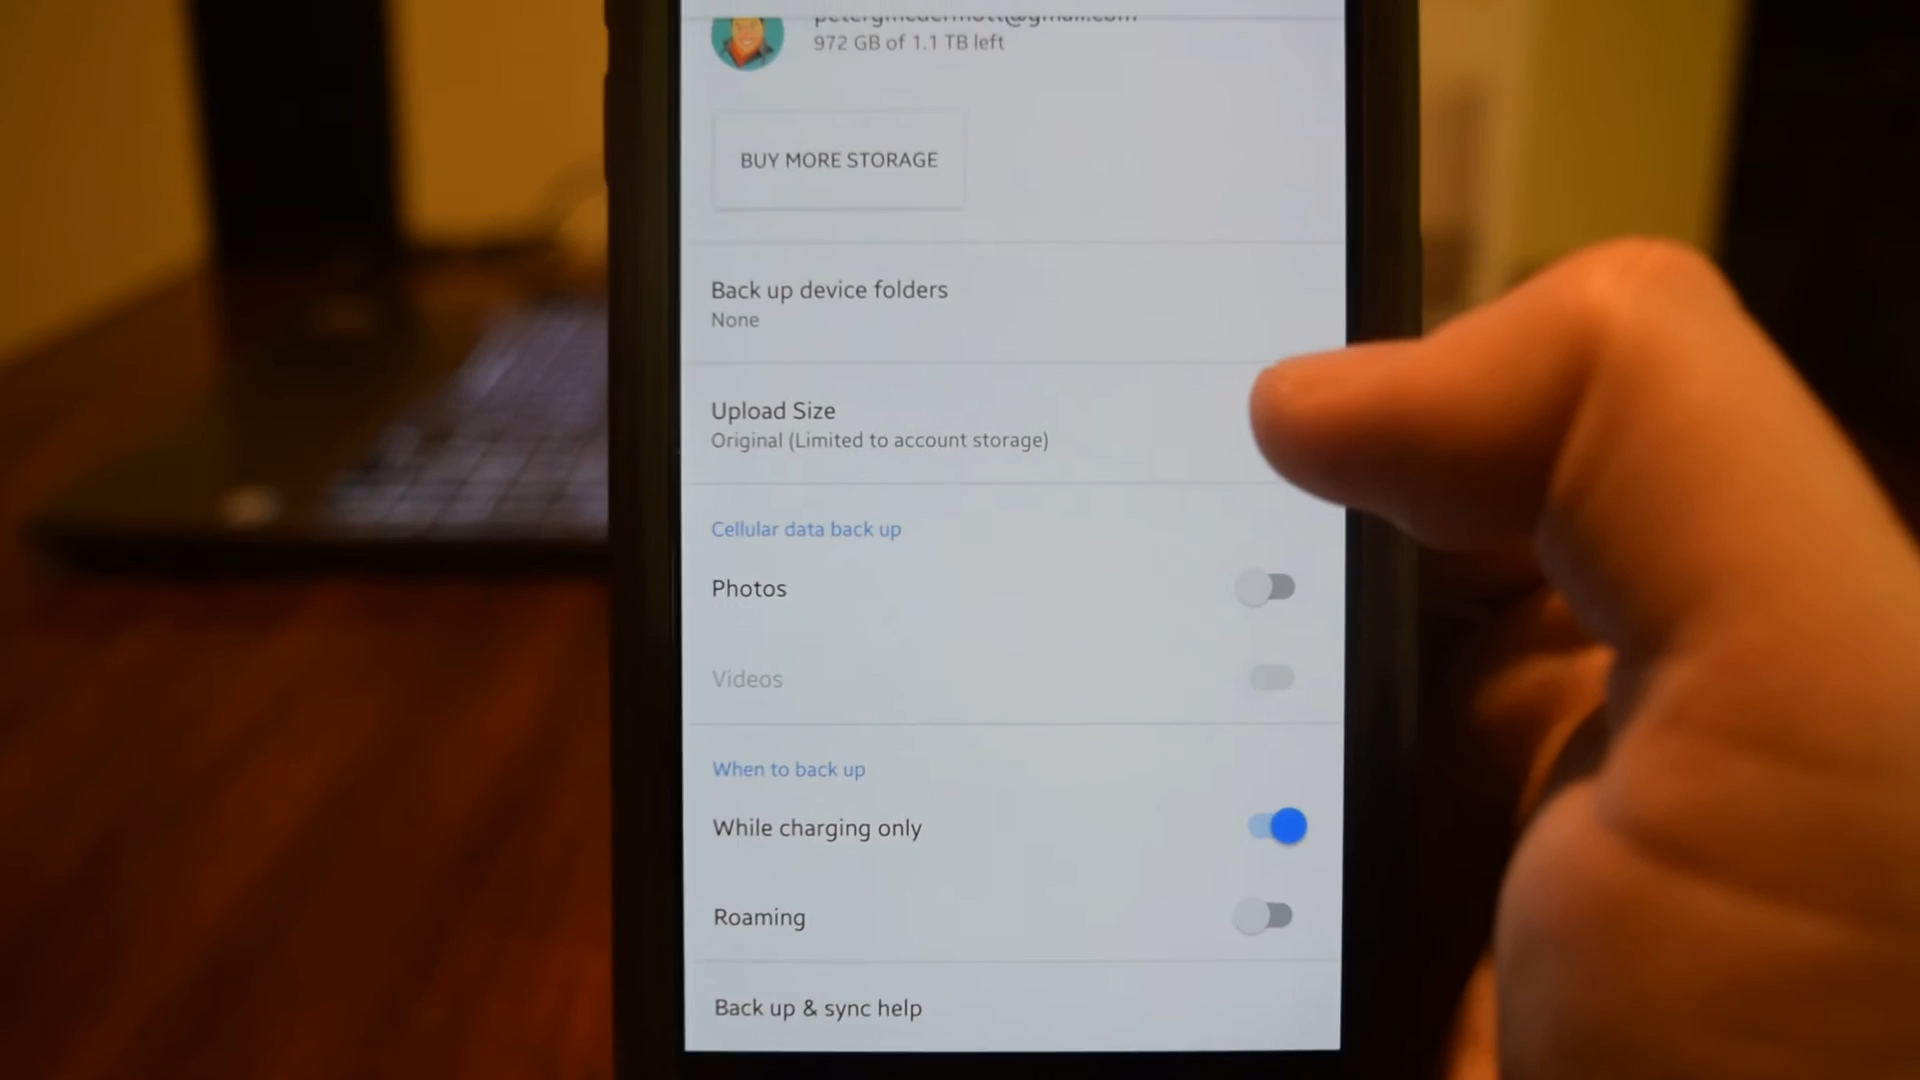 972 GB of 1.1 TB left
BUY MORE STORAGE
Back up device folders
None
Upload Size
Original (Limited to account storage)
Cellular data back up
Photos
Videos
When to back up
While charging only
Roaming
Back up & sync help